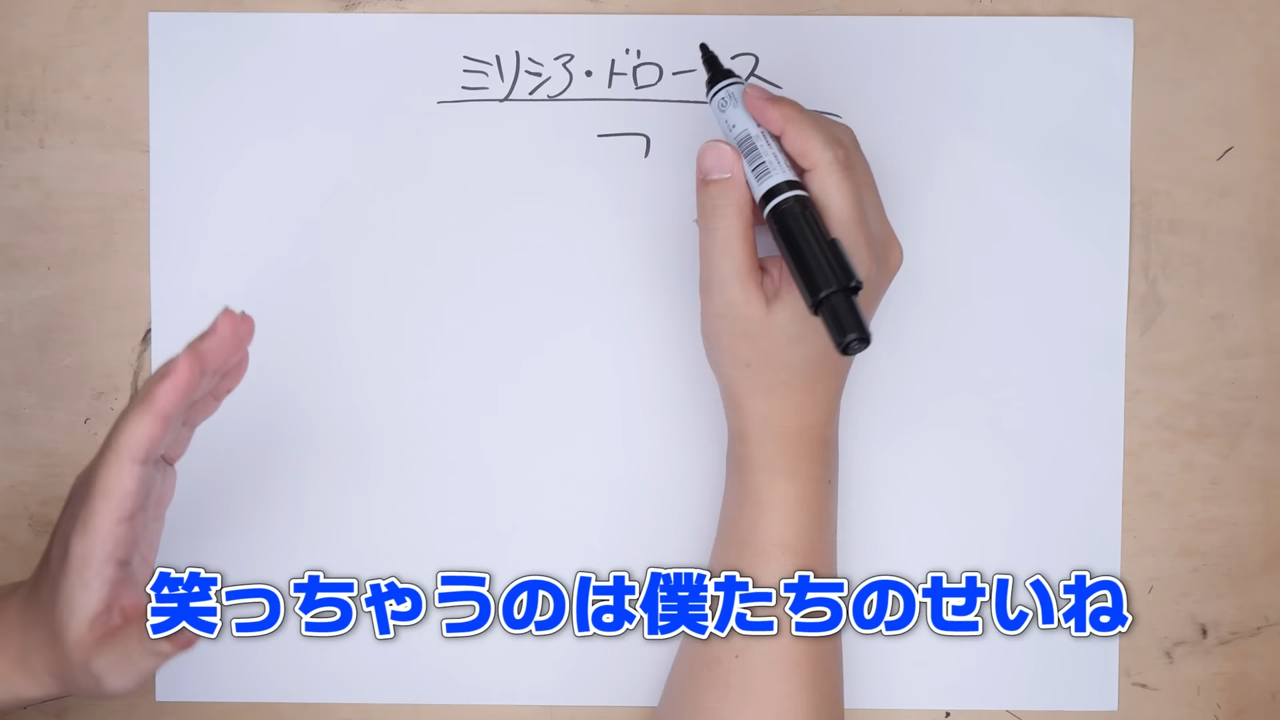 ミリシア・ドロー ス
笑っちゃうのは僕たちのせいね